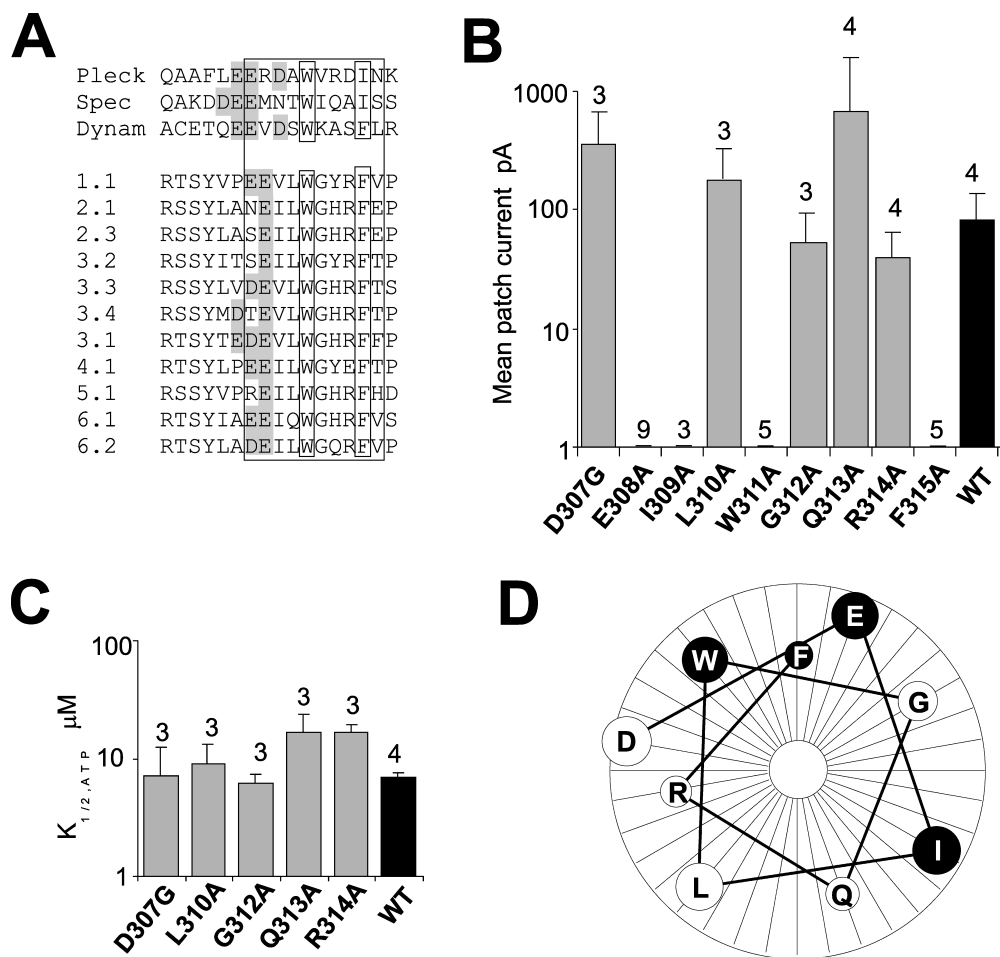 A
Pleck QAAFLEERDAWVRDINK
Spec QAKDDEEMNTWIQAISS
Dynam ACETQEEVDSWKASFLR
1.1 RTSYVPEEVLWGYRFVP
2.1 RSSYLANEILWGHRFEP
2.3 RSSYLASEILWGHRFEP
3.2 RSSYITSEILWGYRFTP
3.3 RSSYLVDEVLWGHRFTS
3.4 RSSYMDTEVLWGHRFTP
3.1 RTSYTEDEVLWGHRFFP
4.1 RTSYLPEEILWGYEFTP
5.1 RSSYVPREILWGHRFHD
6.1 RTSYIAEEIQWGHRFVS
6.2 RTSYLADEILWGQRFVP
B
Mean patch current pA
1000
100
10
1
3
9
3
3
5
3
4
4
5
4
D307G
E308A
I309A
L310A
W311A
G312A
Q313A
R314A
F315A
WT
C
K1/2,ATP μM
100
10
1
3
3
3
3
3
4
D307G
L310A
G312A
Q313A
R314A
WT
D
E
W
F
G
D
R
I
L
Q